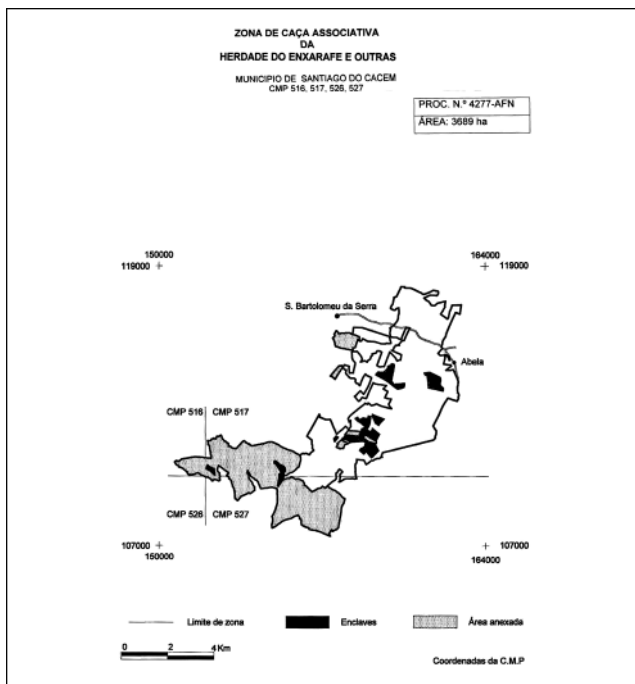 ZONA DE CAÇA ASSOCIATIVA
DA
HERDADE DO ENXARAFE E OUTRAS
MUNICIPIO DE SANTIAGO DO CACEM
CMP 516, 517, 526, 527
PROC. N.º 4277-AFN
ÁREA: 3689 ha
150000
119000
164000
119000
S. Bartolomeu da Serra
Abela
CMP 516
CMP 517
CMP 526
CMP 527
107000
150000
107000
164000
Limite de zona
Enclaves
Área anexada
0 2 4 Km
Coordenadas da C.M.P